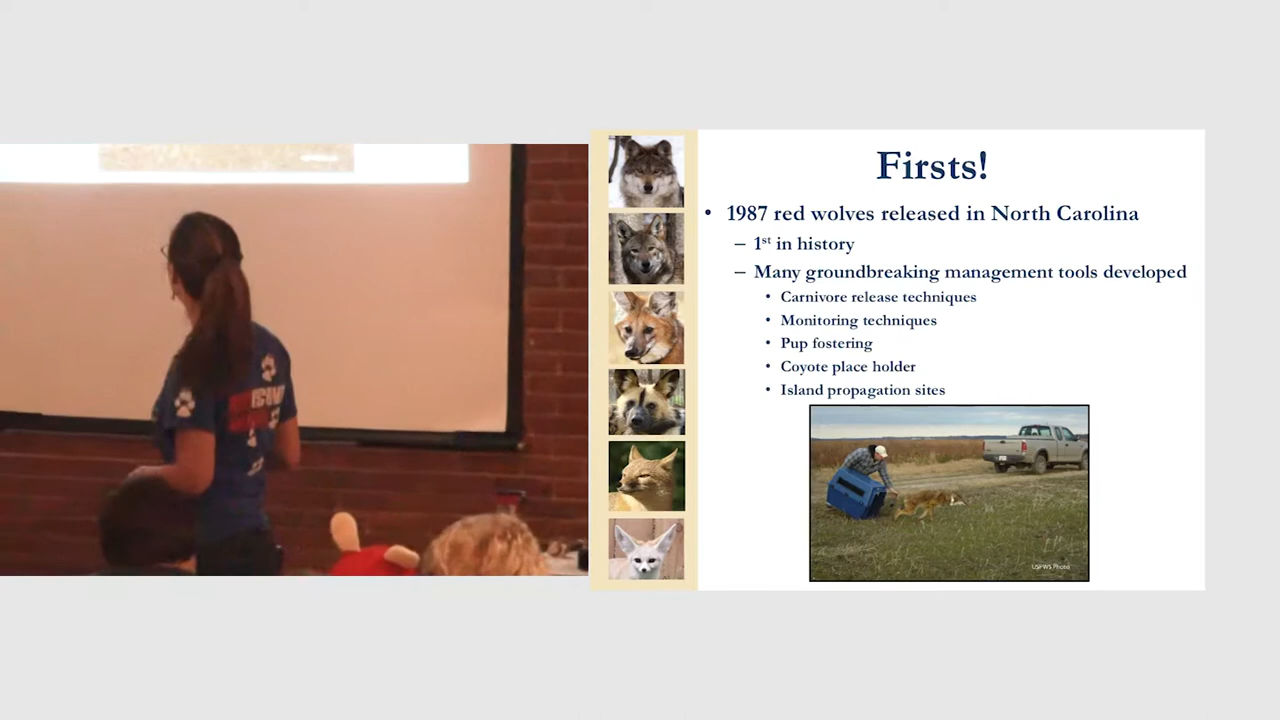 Firsts!
• 1987 red wolves released in North Carolina
– 1st in history
– Many groundbreaking management tools developed
• Carnivore release techniques
• Monitoring techniques
• Pup fostering
• Coyote place holder
• Island propagation sites
USFWS Photo